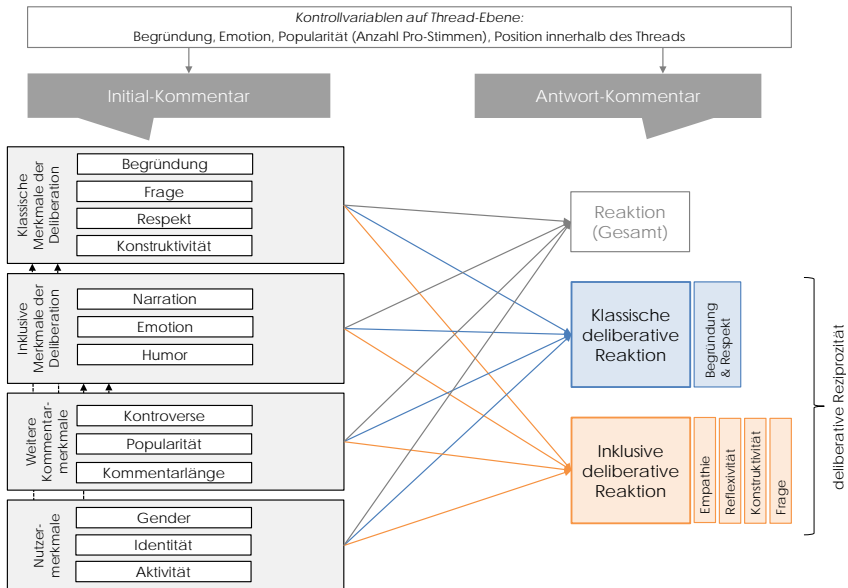 Kontrollvariablen auf Thread-Ebene:
Begründung, Emotion, Popularität (Anzahl Pro-Stimmen), Position innerhalb des Threads
Initial-Kommentar
Antwort-Kommentar
Klassische
Merkmale der
Deliberation
Begründung
Frage
Respekt
Konstruktivität
Inklusive
Merkmale der
Deliberation
Narration
Emotion
Humor
Weitere
Kommentar-
merkmale
Kontroverse
Popularität
Kommentarlänge
Nutzer-
merkmale
Gender
Identität
Aktivität
Reaktion
(Gesamt)
Klassische
deliberative
Reaktion
Begründung
& Respekt
Inklusive
deliberative
Reaktion
Empathie
Reflexivität
Konstruktivität
Frage
deliberative Reziprozität